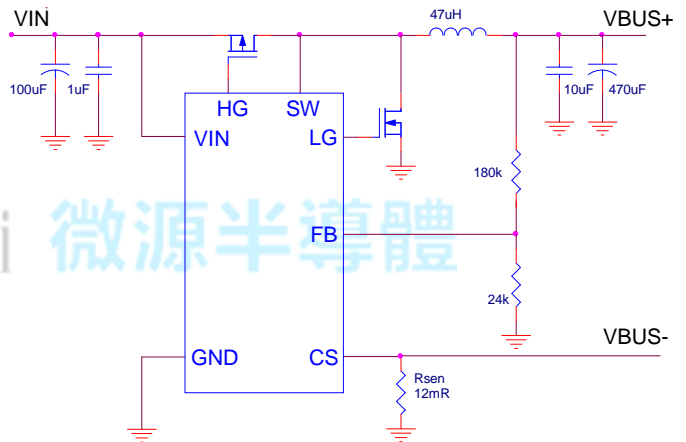 VIN
47uH
VBUS+
100uF
1uF
10uF
470uF
HG
SW
VIN
LG
180k
i 微源半導體
FB
24k
VBUS-
GND
CS
Rsen
12mR